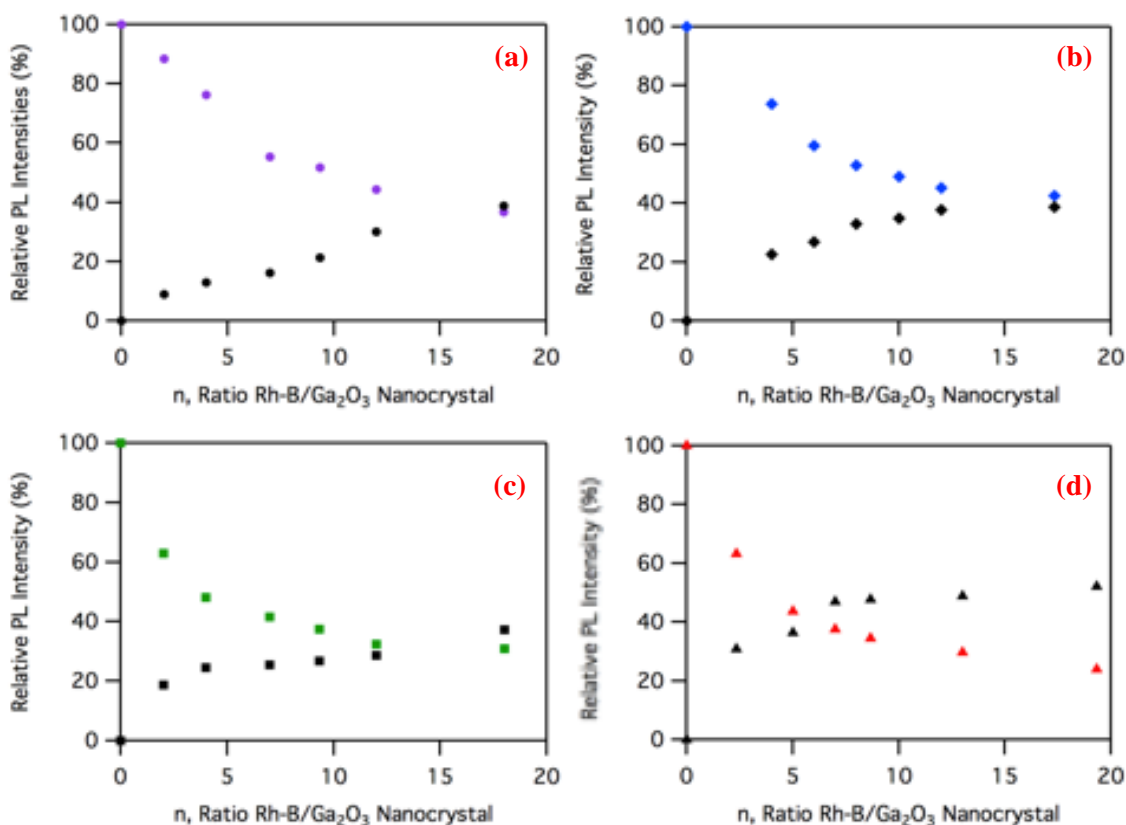 Relative PL Intensities (%)
100
80
60
40
20
0
(a)
0 5 10 15 20
n, Ratio Rh-B/Ga₂O₃ Nanocrystal
Relative PL Intensity (%)
100
80
60
40
20
0
(b)
0 5 10 15 20
n, Ratio Rh-B/Ga₂O₃ Nanocrystal
Relative PL Intensity (%)
100
80
60
40
20
0
(c)
0 5 10 15 20
n, Ratio Rh-B/Ga₂O₃ Nanocrystal
Relative PL Intensity (%)
100
80
60
40
20
0
(d)
0 5 10 15 20
n, Ratio Rh-B/Ga₂O₃ Nanocrystal